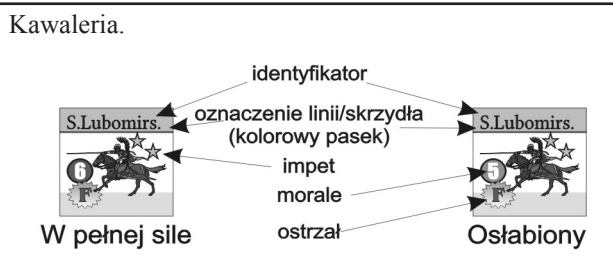 Kawaleria.
identyfikator
S.Lubomirs.
oznaczenie linii/skrzydła
(kolorowy pasek)
S.Lubomirs.
6
impet
5
morale
F
F
W pełnej sile
ostrzał
Osłabiony